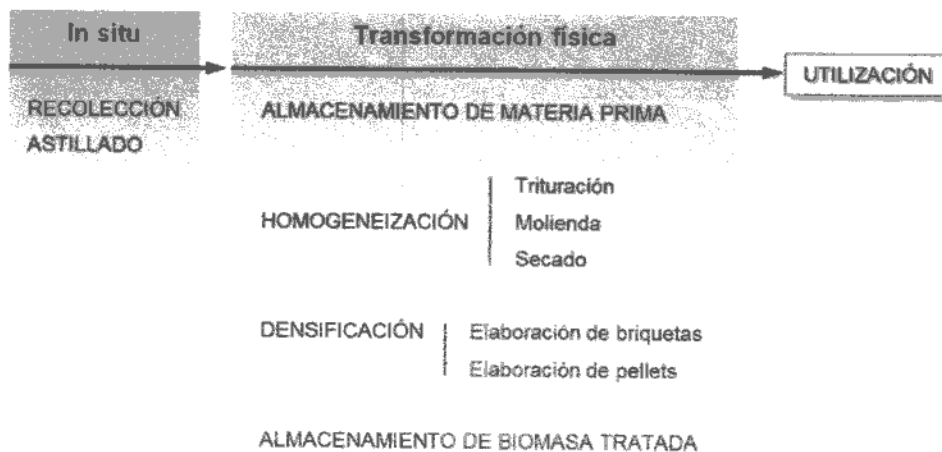 In situ
Transformación física
UTILIZACIÓN
RECOLECCIÓN
ASTILLADO
ALMACENAMIENTO DE MATERIA PRIMA
HOMOGENEIZACIÓN
Trituración
Molienda
Secado
DENSIFICACIÓN
Elaboración de briquetas
Elaboración de pellets
ALMACENAMIENTO DE BIOMASA TRATADA